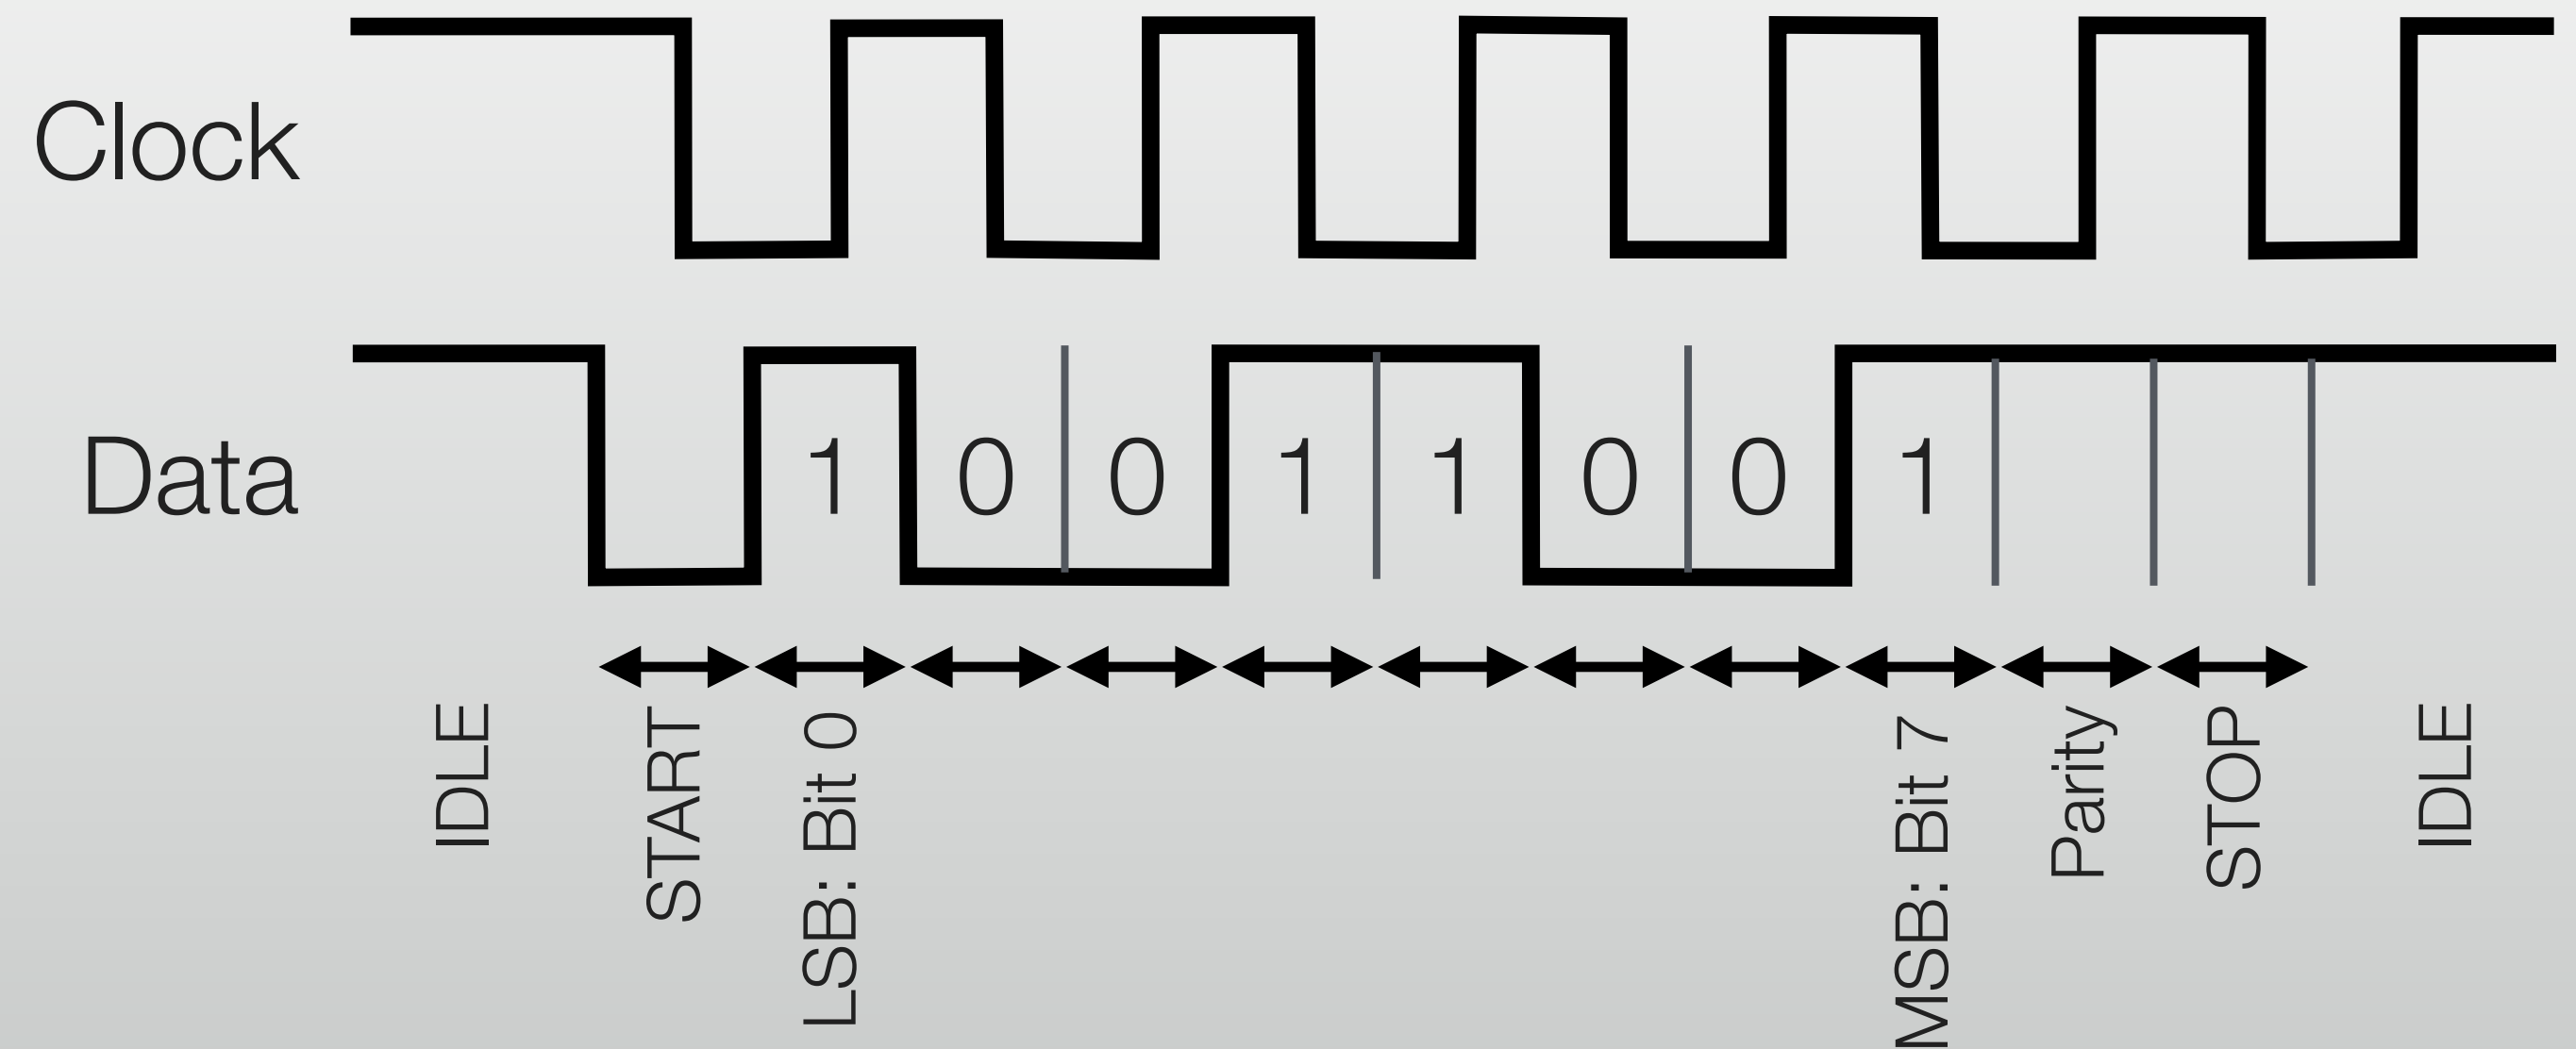 Clock
Data
1 0 0 1 1 0 0 1
IDLE
START
LSB: Bit 0
MSB: Bit 7
Parity
STOP
IDLE